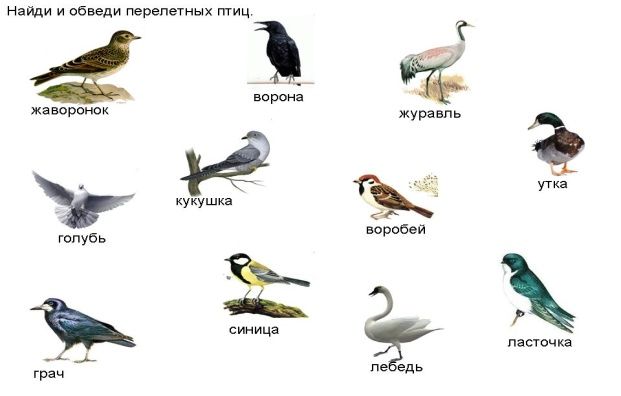 Найди и обведи перелетных птиц.
жаворонок
ворона
журавль
утка
кукушка
голубь
воробей
синица
ласточка
лебедь
грач